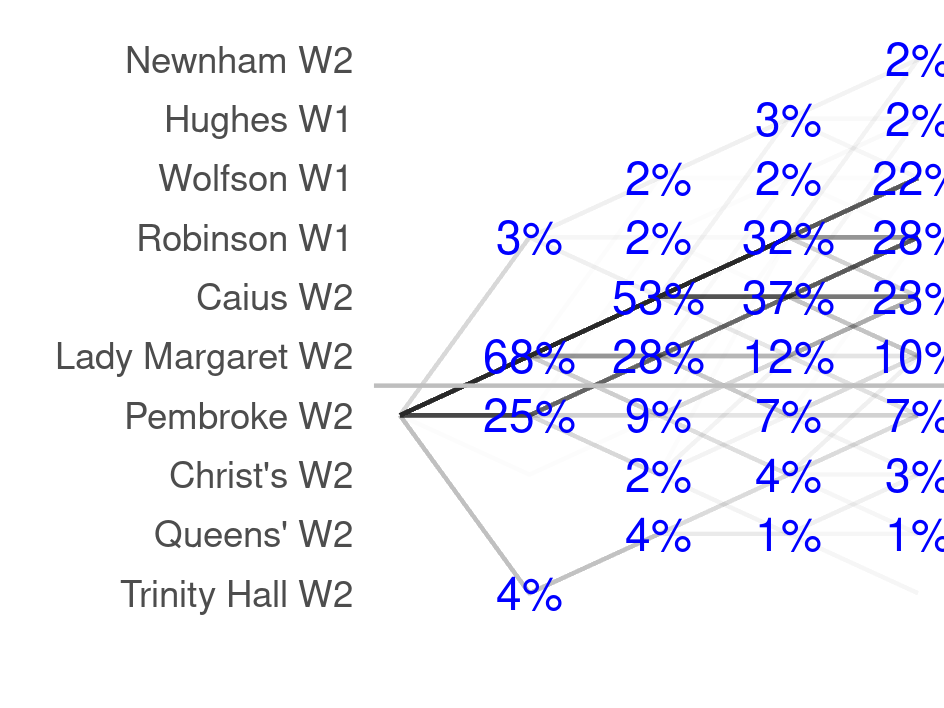 Newnham W2 2%
Hughes W1 3% 2%
Wolfson W1 2% 2% 22%
Robinson W1 3% 2% 32% 28%
Caius W2 53% 37% 23%
Lady Margaret W2 68% 28% 12% 10%
Pembroke W2 25% 9% 7% 7%
Christ's W2 2% 4% 3%
Queens' W2 4% 1% 1%
Trinity Hall W2 4%